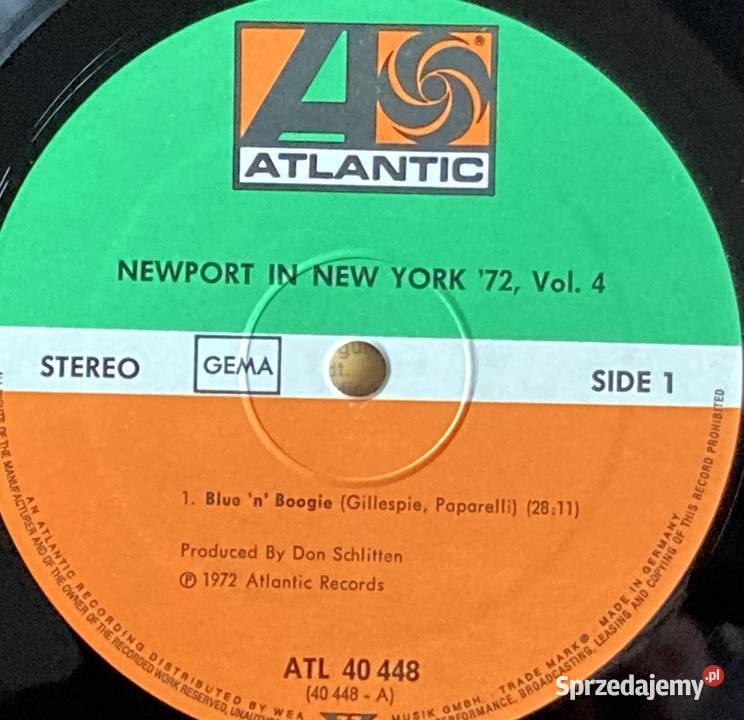 ATLANTIC
®
NEWPORT IN NEW YORK '72, Vol. 4
STEREO
GEMA
SIDE 1
1. Blue 'n' Boogie (Gillespie, Paparelli) (28:11)
Produced By Don Schlitten
℗ 1972 Atlantic Records
ATL 40 448
(40 448 - A)
OF THE MANUFACTURER AND OF THE OWNER OF THE RECORDED WORK RESERVED,
PERFORMANCE, BROADCASTING, LEASING AND COPYING OF THIS RECORD PROHIBITED
AN ATLANTIC RECORDING DISTRIBUTED BY WEA
MUSIK GMBH. · TRADE MARK ® · MADE IN GERMANY
Sprzedajemy.pl